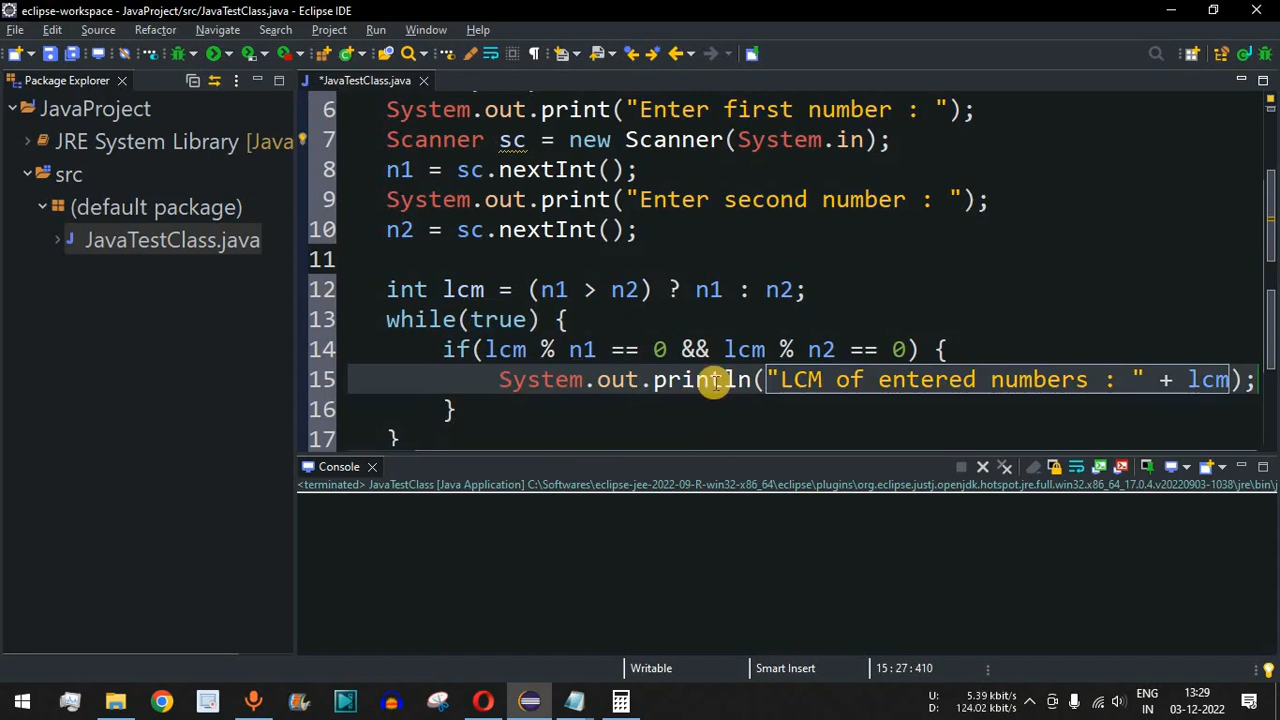 eclipse-workspace - JavaProject/src/JavaTestClass.java - Eclipse IDE
File Edit Source Refactor Navigate Search Project Run Window Help
Package Explorer
*JavaTestClass.java
JavaProject
JRE System Library [Java
src
(default package)
JavaTestClass.java
6 System.out.print("Enter first number : ");
7 Scanner sc = new Scanner(System.in);
8 n1 = sc.nextInt();
9 System.out.print("Enter second number : ");
10 n2 = sc.nextInt();
11
12 int lcm = (n1 > n2) ? n1 : n2;
13 while(true) {
14 if(lcm % n1 == 0 && lcm % n2 == 0) {
15 System.out.println("LCM of entered numbers : " + lcm);
16 }
17 }
Console
<terminated> JavaTestClass [Java Application] C:\Softwares\eclipse-jee-2022-09-R-win32-x86_64\eclipse\plugins\org.eclipse.justj.openjdk.hotspot.jre.full.win32.x86_64_17.0.4.v20220903-1038\jre\bin\j
Writable Smart Insert 15 : 27 : 410
U: 5.39 kbit/s
D: 124.02 kbit/s
ENG
IN
13:29
03-12-2022